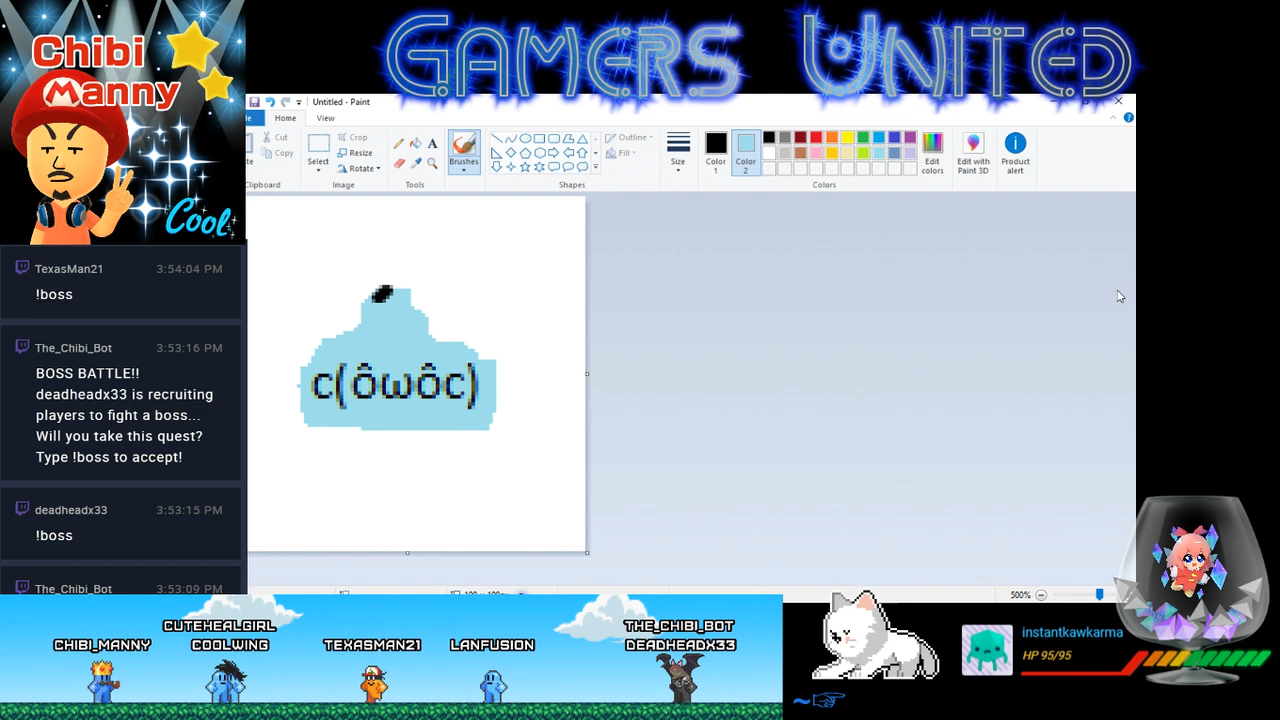 Gamers United
Chibi
Manny
Cool
Untitled - Paint
Home
View
Cut
Copy
Select
Crop
Resize
Rotate
Brushes
Outline
Fill
Size
Color
1
Color
2
Edit
colors
Edit with
Paint 3D
Product
alert
Image
Tools
Shapes
Colors
c(ôωôc)
500%
TexasMan21
3:54:04 PM
!boss
The_Chibi_Bot
3:53:16 PM
BOSS BATTLE!!
deadheadx33 is recruiting
players to fight a boss...
Will you take this quest?
Type !boss to accept!
deadheadx33
3:53:15 PM
!boss
The_Chibi_Bot
3:53:09 PM
CHIBI_MANNY
CUTEHEALGIRL
COOLWING
TEXASMAN21
LANFUSION
THE_CHIBI_BOT
DEADHEADX33
instantkawkarma
HP 95/95
~☞